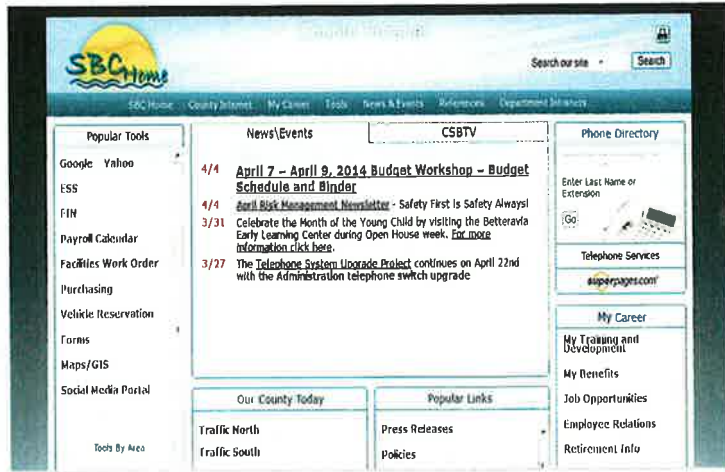 SBC Home
Search our site
Search
SBC Home County Internet My Career Tools News & Events References Department Intranets
Popular Tools
Google Yahoo
ESS
FIN
Payroll Calendar
Facilities Work Order
Purchasing
Vehicle Reservation
Forms
Maps/GIS
Social Media Portal
Tools By Area
News\Events
CSBTV
4/4 April 7 – April 9, 2014 Budget Workshop – Budget
Schedule and Binder
4/4 April Risk Management Newsletter - Safety First is Safety Always!
3/31 Celebrate the Month of the Young Child by visiting the Betteravia
Early Learning Center during Open House week. For more
information click here.
3/27 The Telephone System Upgrade Project continues on April 22nd
with the Administration telephone switch upgrade
Our County Today
Traffic North
Traffic South
Popular Links
Press Releases
Policies
Phone Directory
Enter Last Name or
Extension
Go
Telephone Services
superpages.com
My Career
My Training and
Development
My Benefits
Job Opportunities
Employee Relations
Retirement Info